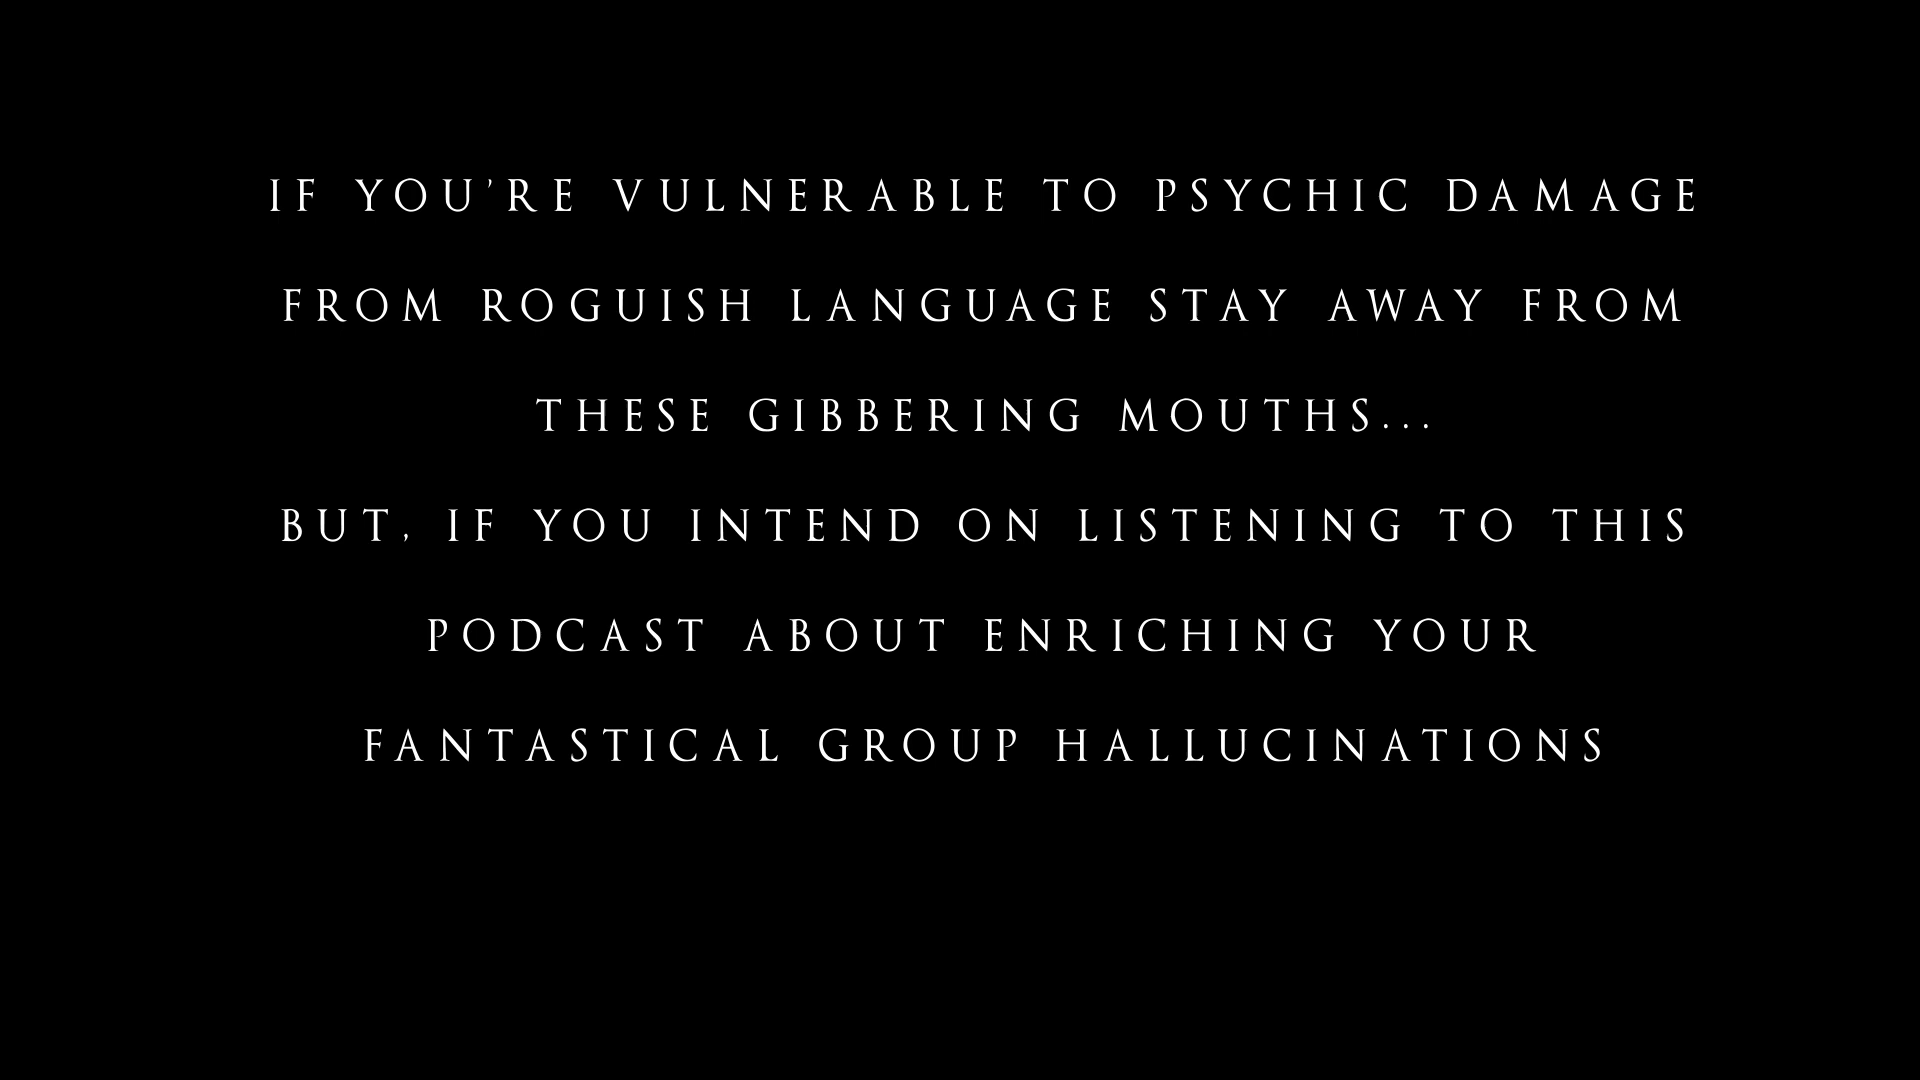 IF YOU'RE VULNERABLE TO PSYCHIC DAMAGE
FROM ROGUISH LANGUAGE STAY AWAY FROM
THESE GIBBERING MOUTHS...
BUT, IF YOU INTEND ON LISTENING TO THIS
PODCAST ABOUT ENRICHING YOUR
FANTASTICAL GROUP HALLUCINATIONS